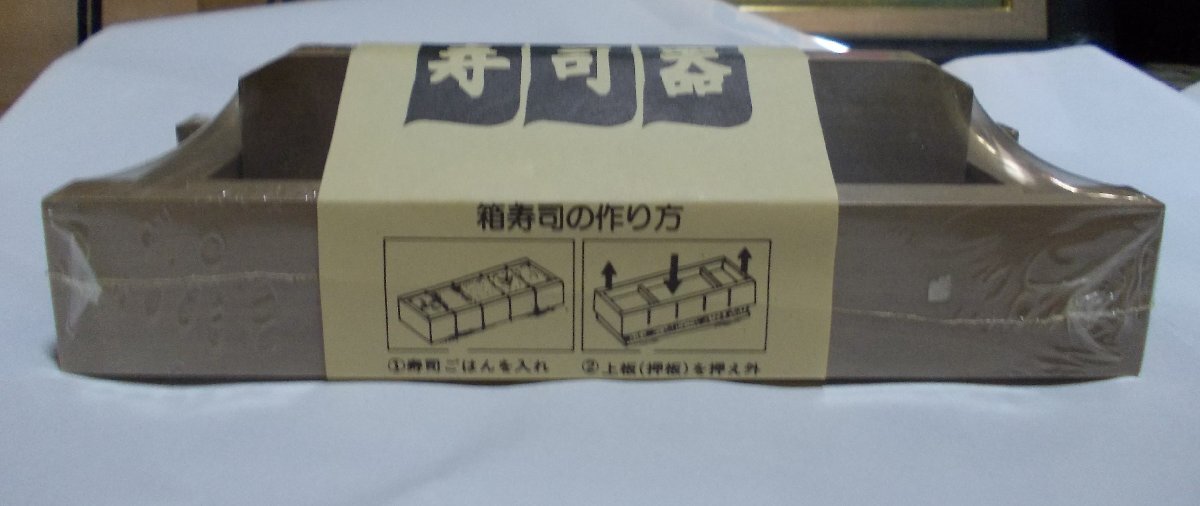 寿司器
箱寿司の作り方
①寿司ごはんを入れ
②上板(押板)を押え外